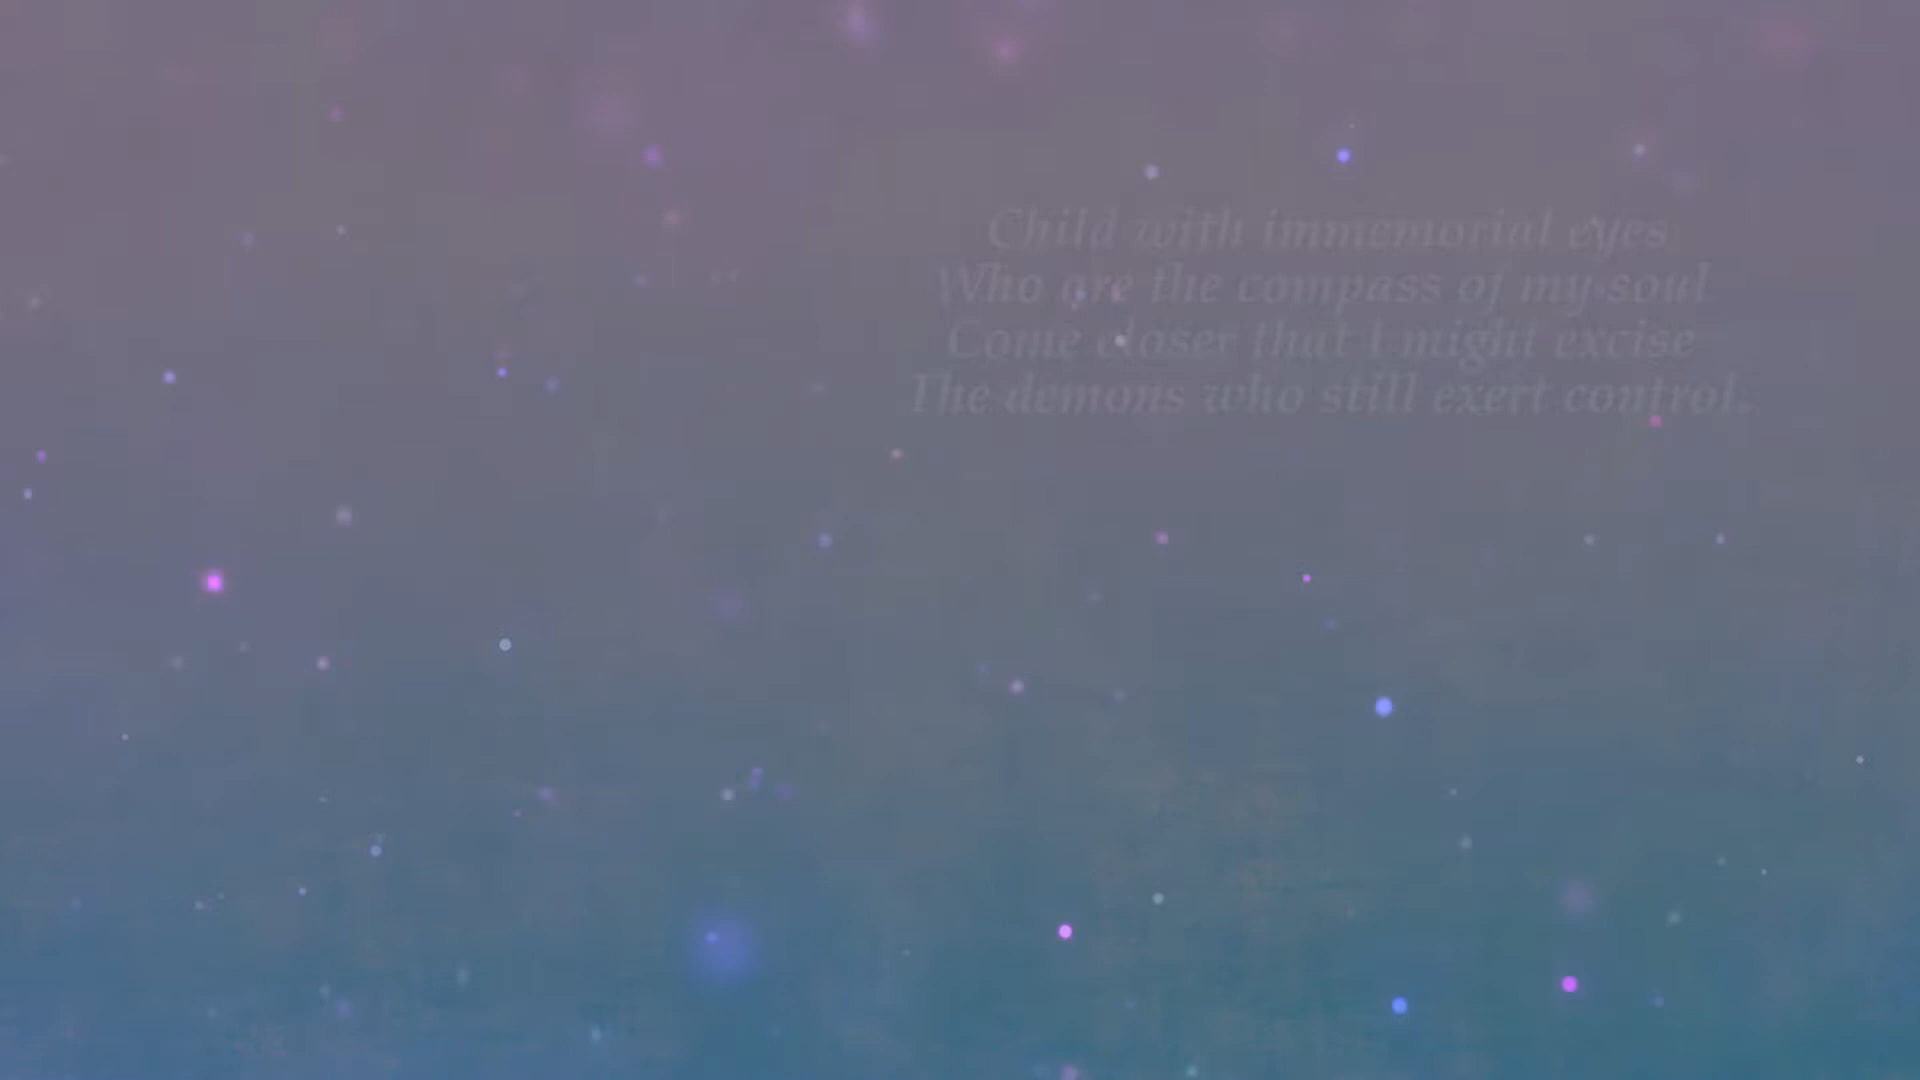 Child with immemorial eyes
Who are the compass of my soul
Come closer that I might excise
The demons who still exert control.